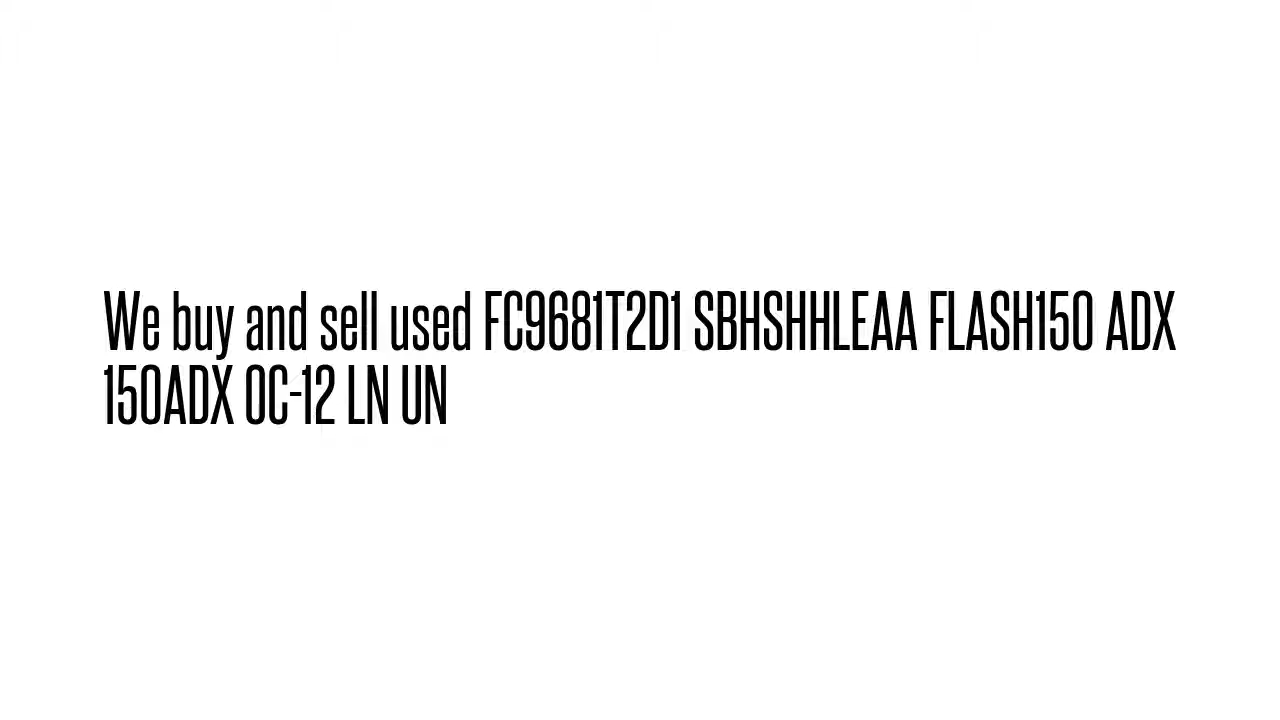 We buy and sell used FC9681T2D1 SBHSHHLEAA FLASH150 ADX
150ADX OC-12 LN UN